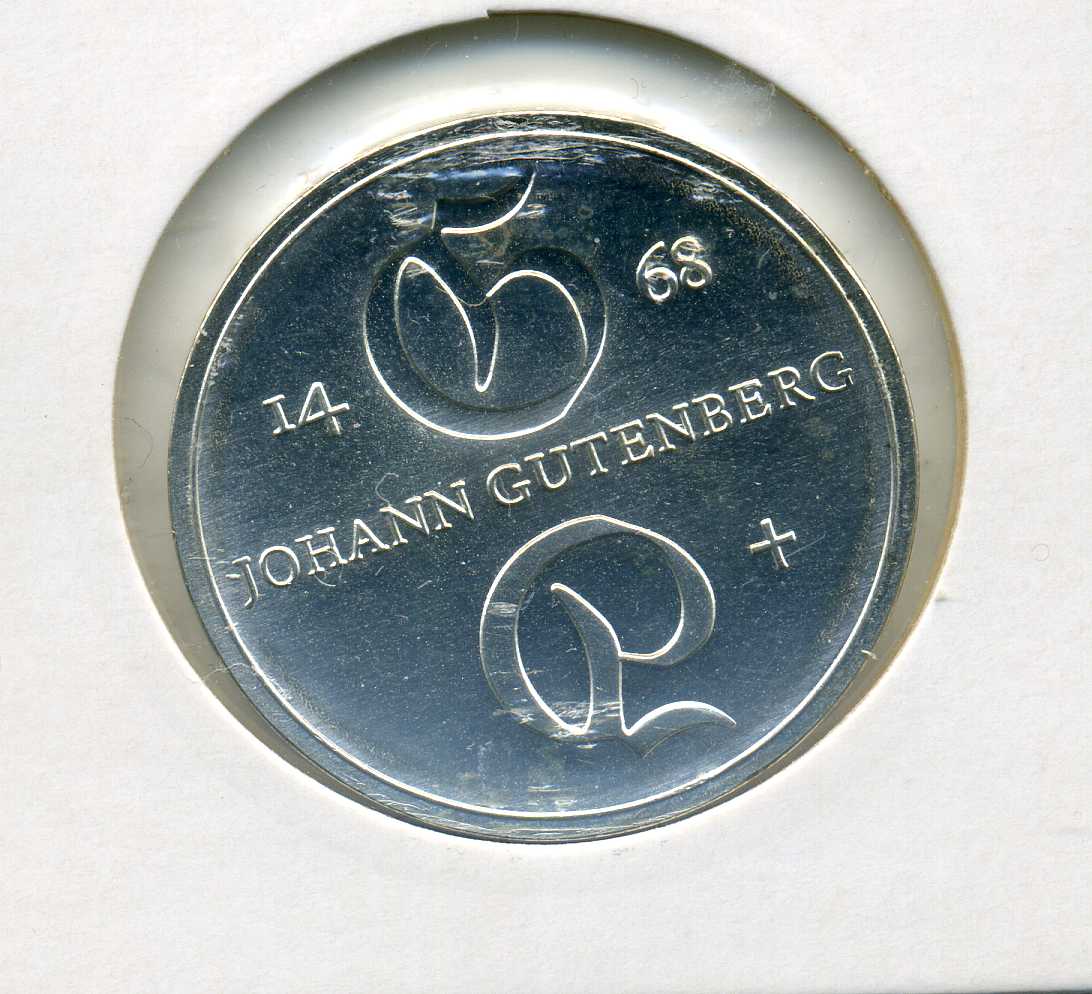 14 G 68
JOHANN GUTENBERG
+